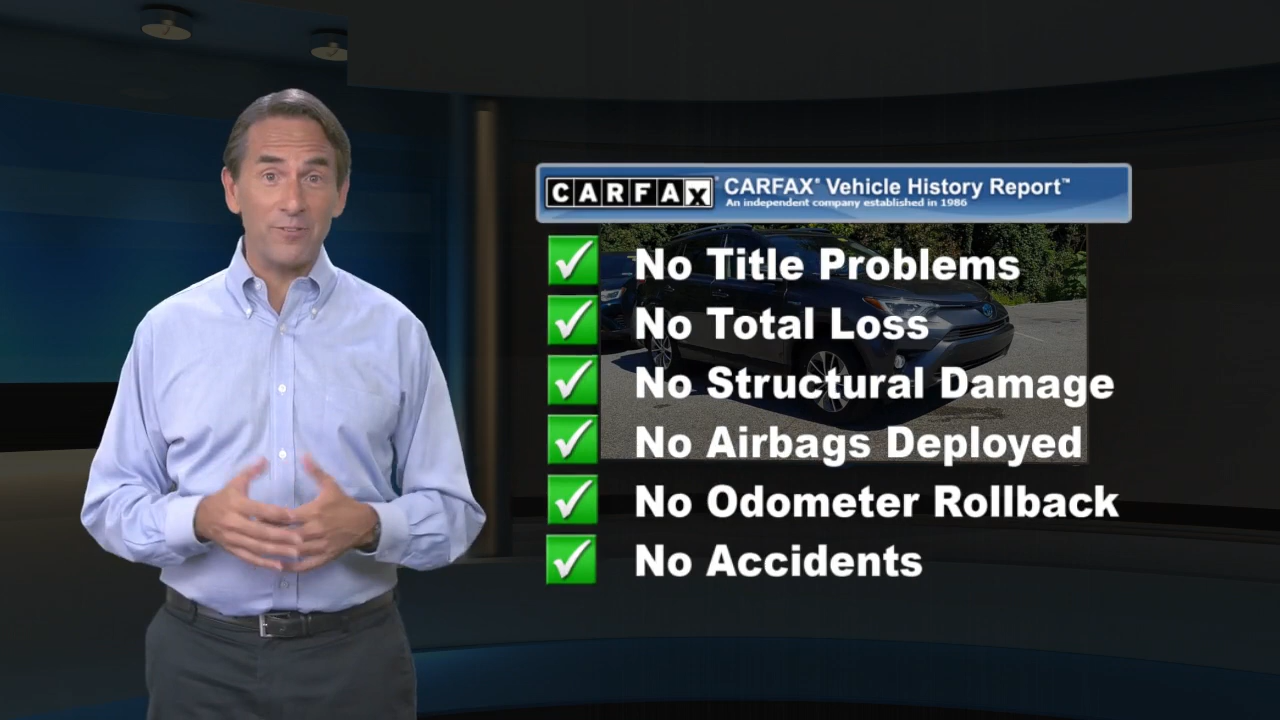 CARFAX® CARFAX® Vehicle History Report™
An independent company established in 1986
No Title Problems
No Total Loss
No Structural Damage
No Airbags Deployed
No Odometer Rollback
No Accidents